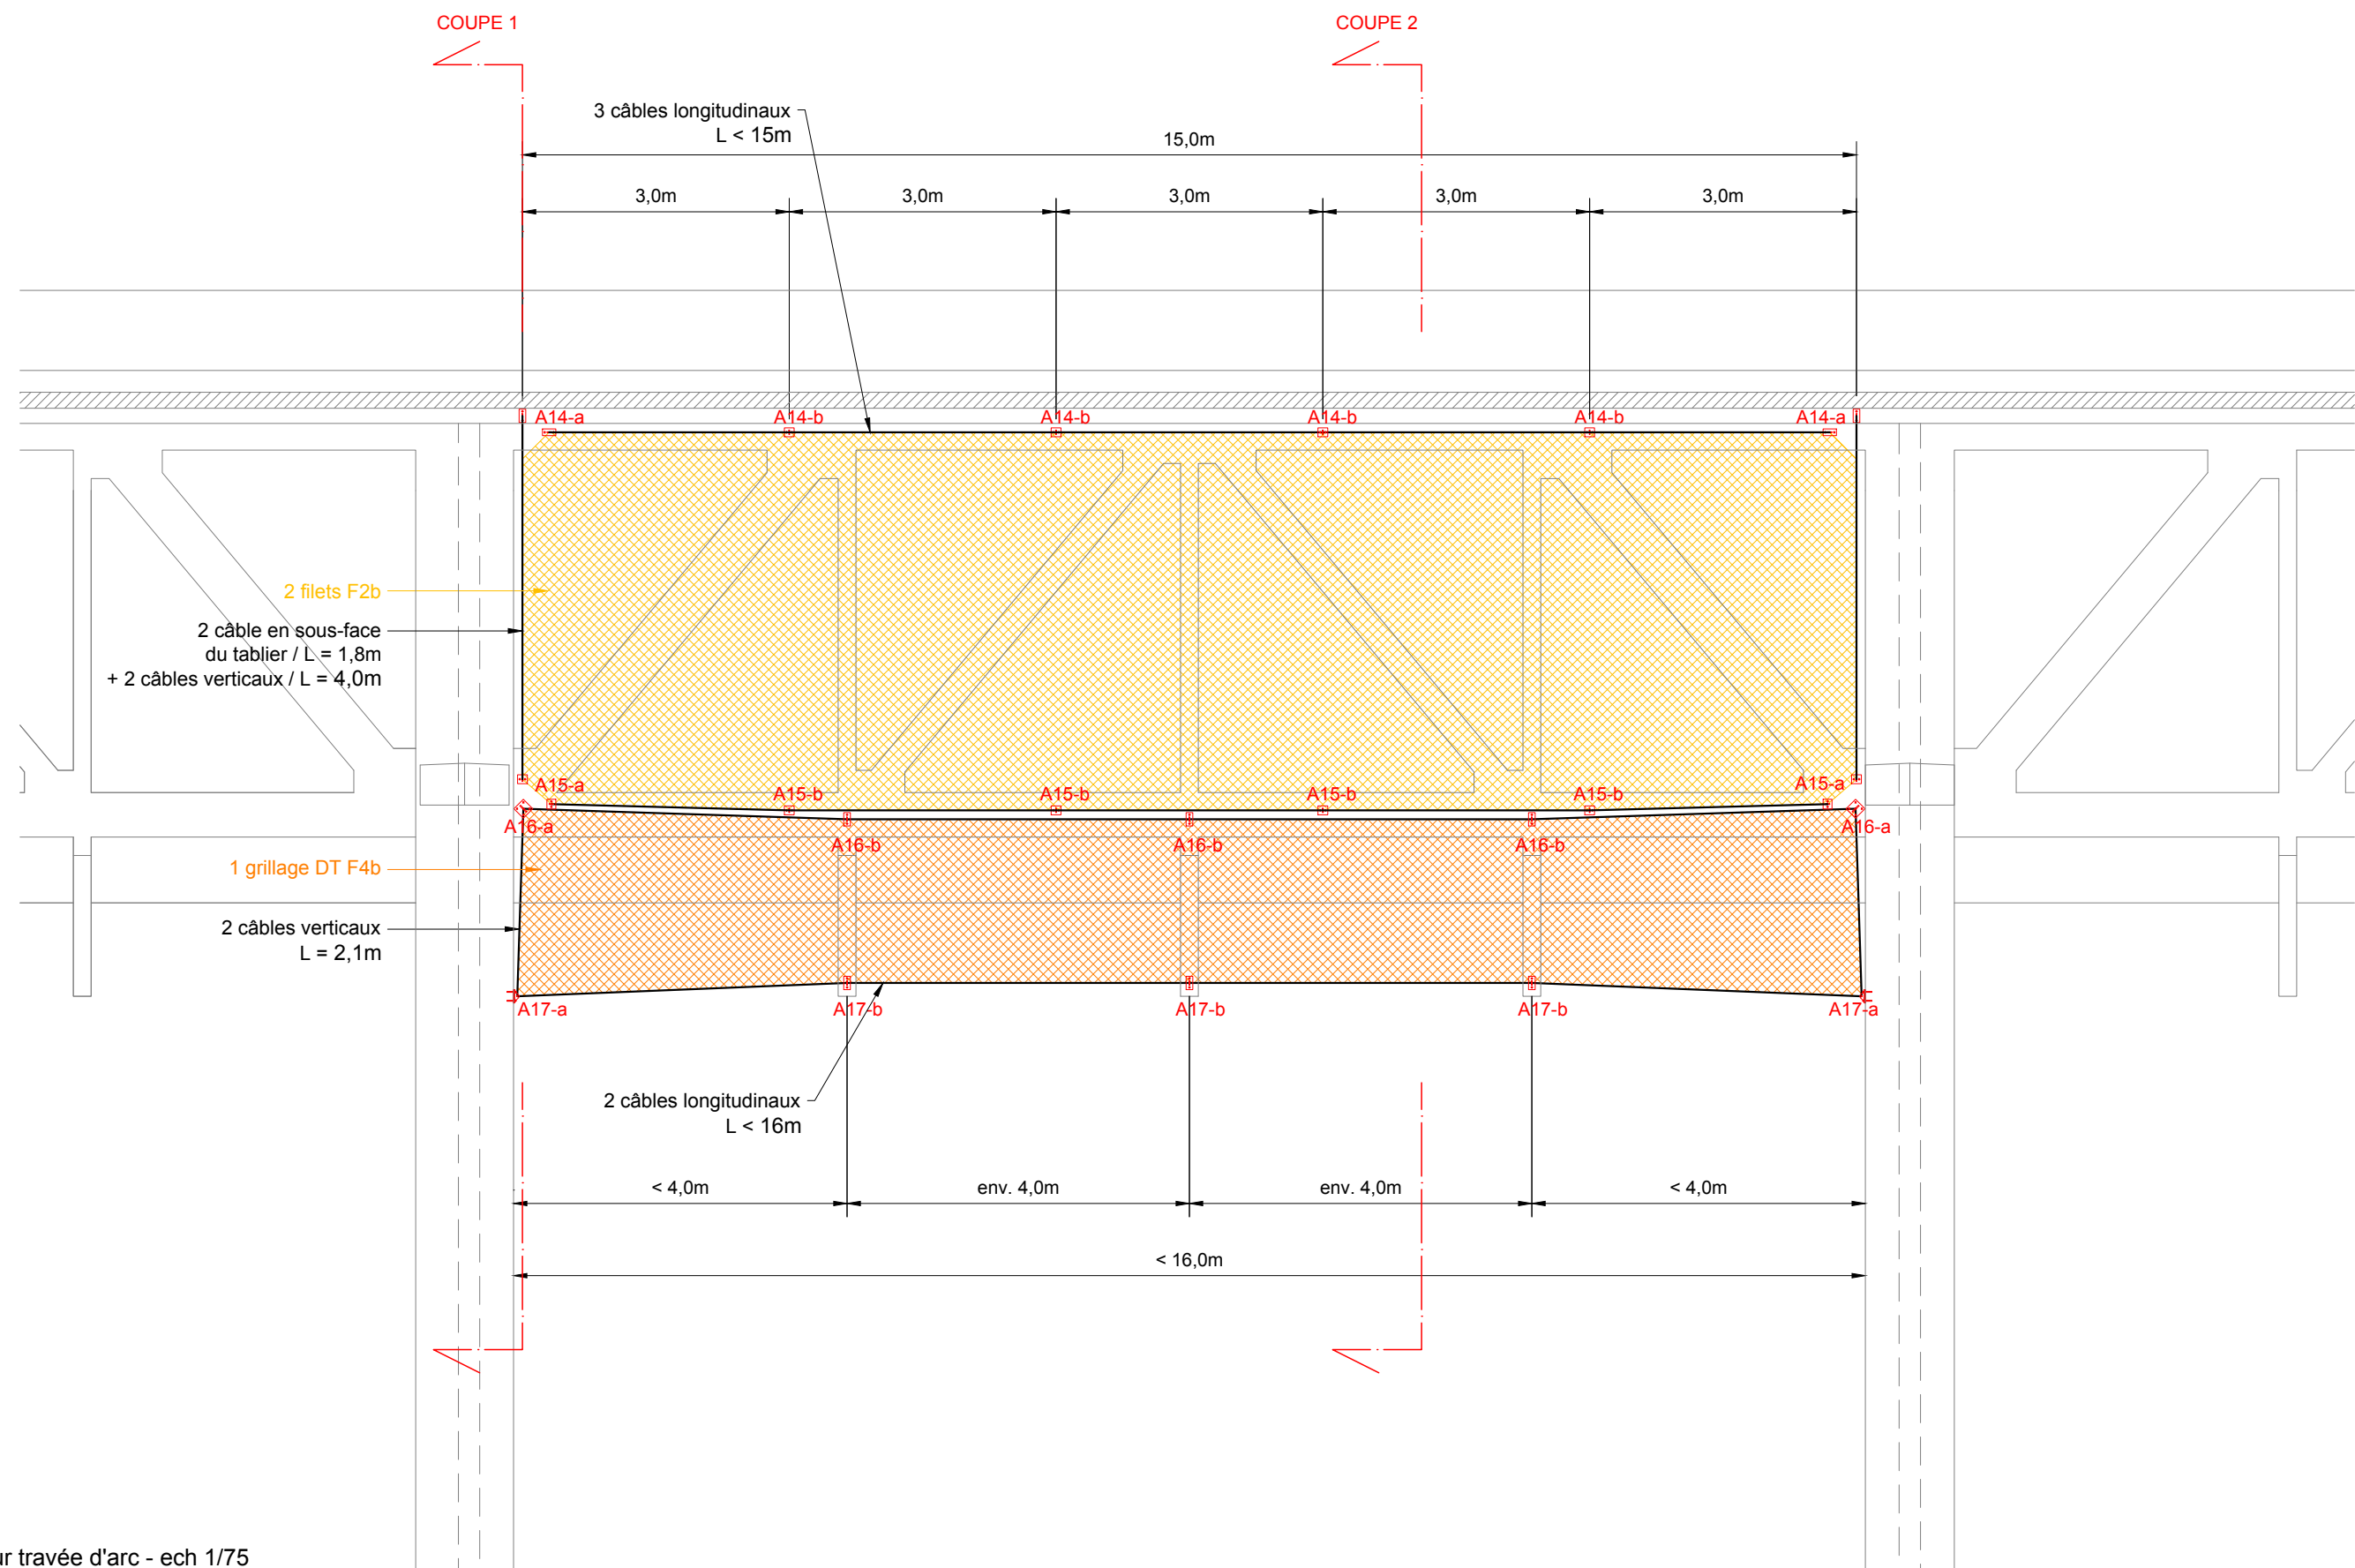 COUPE 1
COUPE 2
3 câbles longitudinaux
L < 15m
15,0m
3,0m
3,0m
3,0m
3,0m
3,0m
A14-a
A14-b
A14-b
A14-b
A14-b
A14-a
2 filets F2b
2 câble en sous-face
du tablier / L = 1,8m
+ 2 câbles verticaux / L = 4,0m
A15-a
A15-b
A15-b
A15-b
A15-b
A15-a
A16-a
A16-b
A16-b
A16-b
A16-a
1 grillage DT F4b
2 câbles verticaux
L = 2,1m
A17-a
A17-b
A17-b
A17-b
A17-a
2 câbles longitudinaux
L < 16m
< 4,0m
env. 4,0m
env. 4,0m
< 4,0m
< 16,0m
travée d'arc - ech 1/75